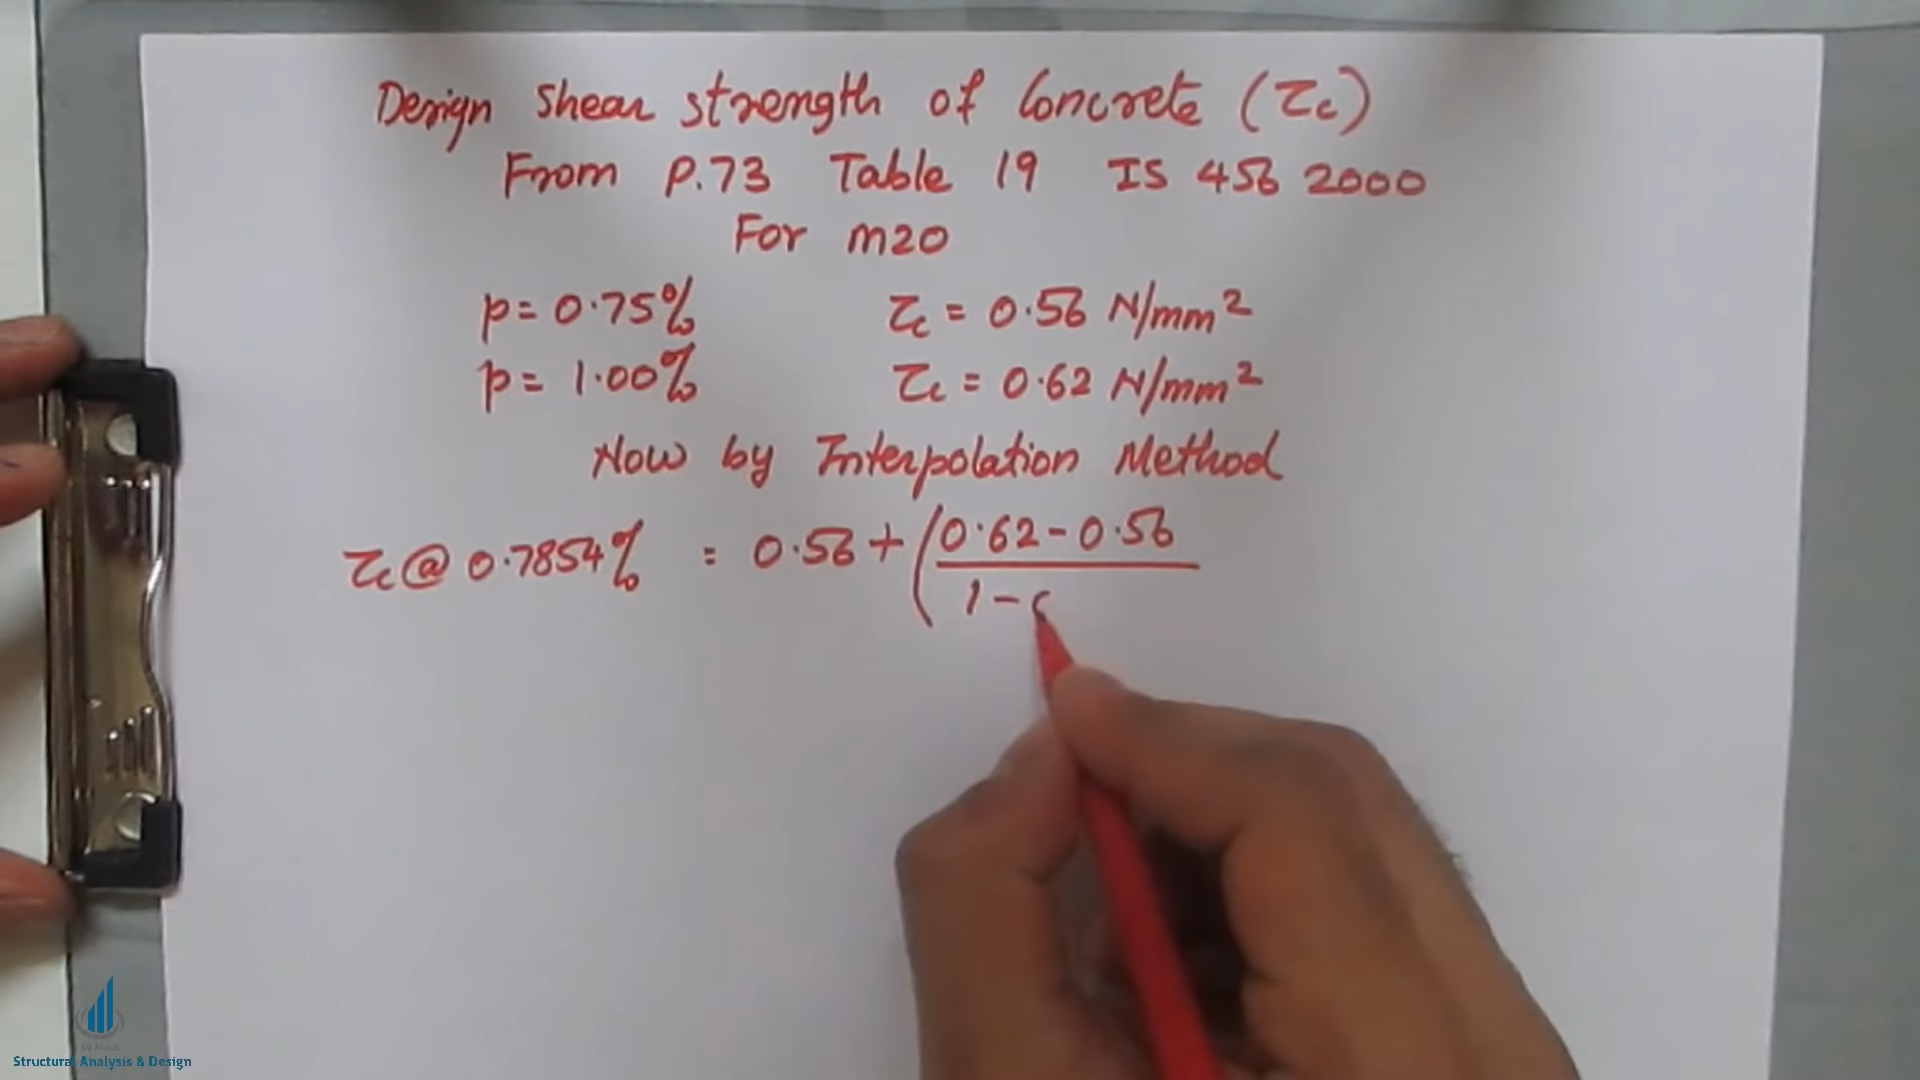 Design Shear strength of Concrete (τc)
From P.73 Table 19 IS 456 2000
For M20
p = 0.75% τc = 0.56 N/mm²
p = 1.00% τc = 0.62 N/mm²
Now by Interpolation Method
τc @ 0.7854% = 0.56 + (0.62 - 0.56
1 -
Structural Analysis & Design